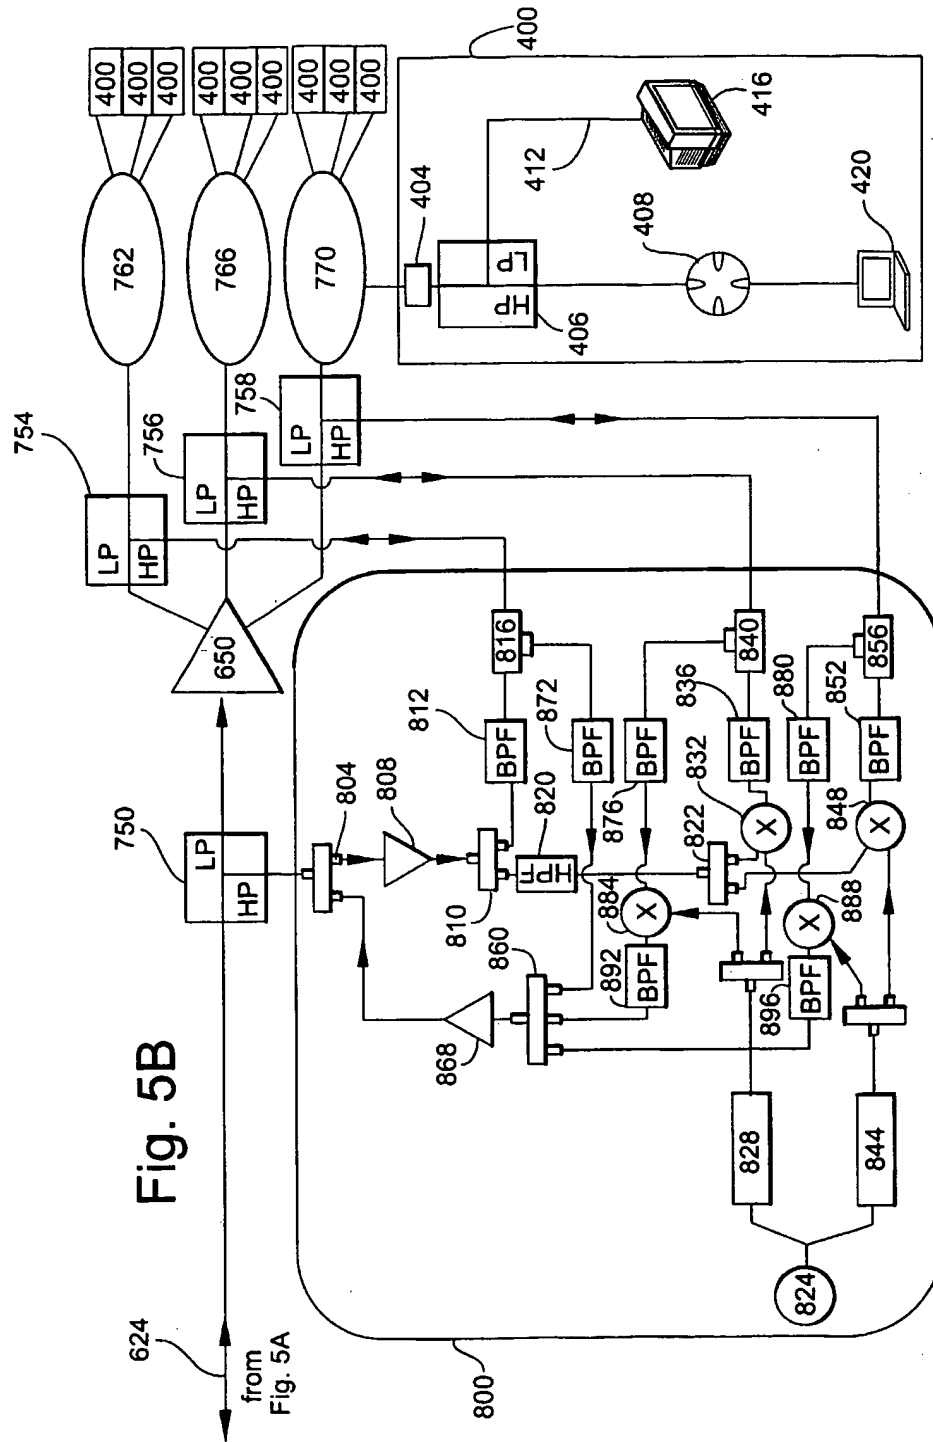 Fig. 5B
624
from
Fig. 5A
750
LP
HP
650
754
LP
HP
756
LP
HP
758
LP
HP
762
766
770
400
400
400
400
400
400
400
400
400
400
404
HP
LP
406
412
416
408
420
800
804
808
810
812
BPF
816
820
HPF
872
BPF
822
876
BPF
840
836
BPF
832
X
880
BPF
856
852
BPF
848
X
860
868
884
X
892
BPF
888
X
896
BPF
828
844
824